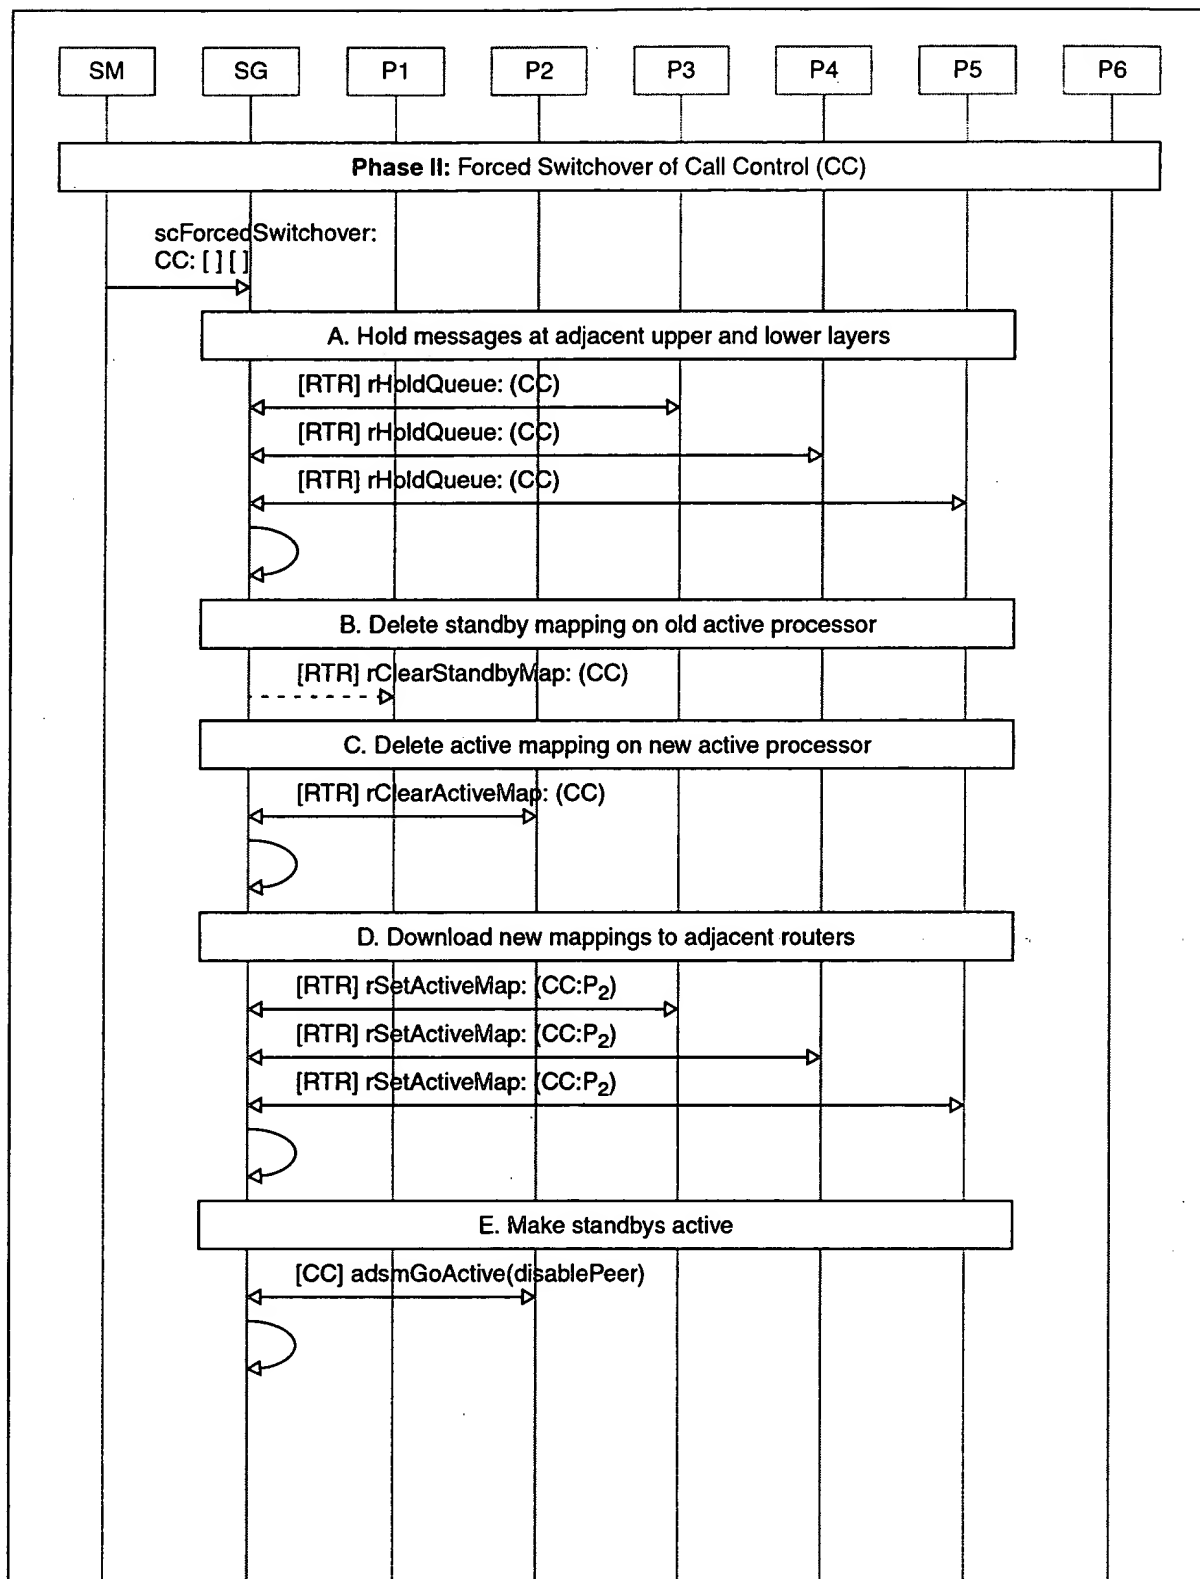 SM SG P1 P2 P3 P4 P5 P6
Phase II: Forced Switchover of Call Control (CC)
scForcedSwitchover:
CC: [ ] [ ]
A. Hold messages at adjacent upper and lower layers
[RTR] rHoldQueue: (CC)
[RTR] rHoldQueue: (CC)
[RTR] rHoldQueue: (CC)
B. Delete standby mapping on old active processor
[RTR] rClearStandbyMap: (CC)
C. Delete active mapping on new active processor
[RTR] rClearActiveMap: (CC)
D. Download new mappings to adjacent routers
[RTR] rSetActiveMap: (CC:P2)
[RTR] rSetActiveMap: (CC:P2)
[RTR] rSetActiveMap: (CC:P2)
E. Make standbys active
[CC] adsmGoActive(disablePeer)